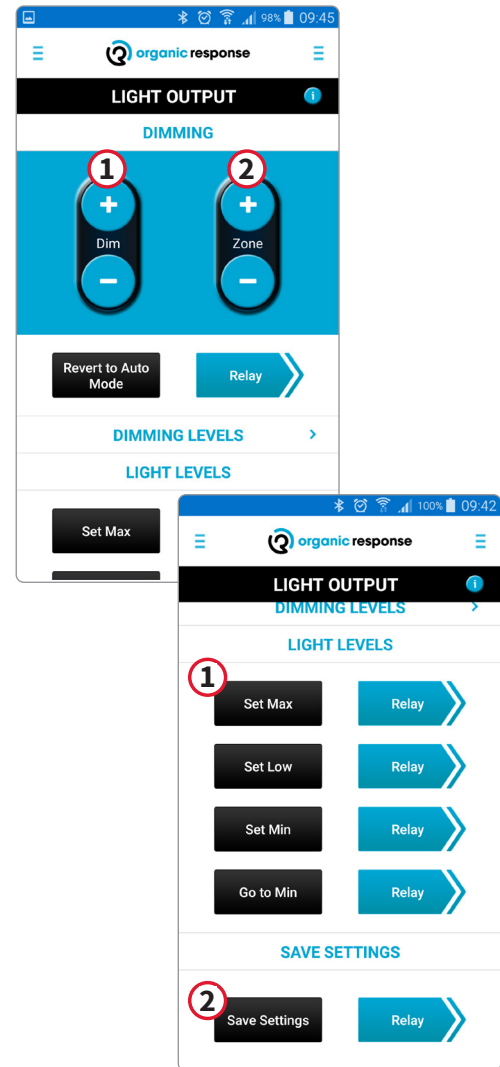 98% 09:45
organic response
LIGHT OUTPUT i
DIMMING
1 2
+ +
Dim Zone
− −
Revert to Auto
Mode
Relay
DIMMING LEVELS >
LIGHT LEVELS
Set Max
100% 09:42
organic response
LIGHT OUTPUT i
DIMMING LEVELS >
LIGHT LEVELS
1
Set Max Relay
Set Low Relay
Set Min Relay
Go to Min Relay
SAVE SETTINGS
2
Save Settings Relay